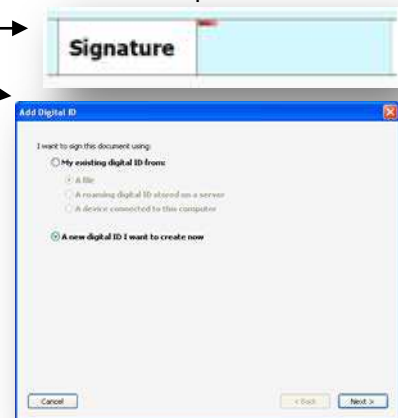 Signature
Add Digital ID
I want to sign this document using:
My existing digital ID from:
A file
A roaming digital ID stored on a server
A device connected to this computer
A new digital ID I want to create now
Cancel
< Back
Next >